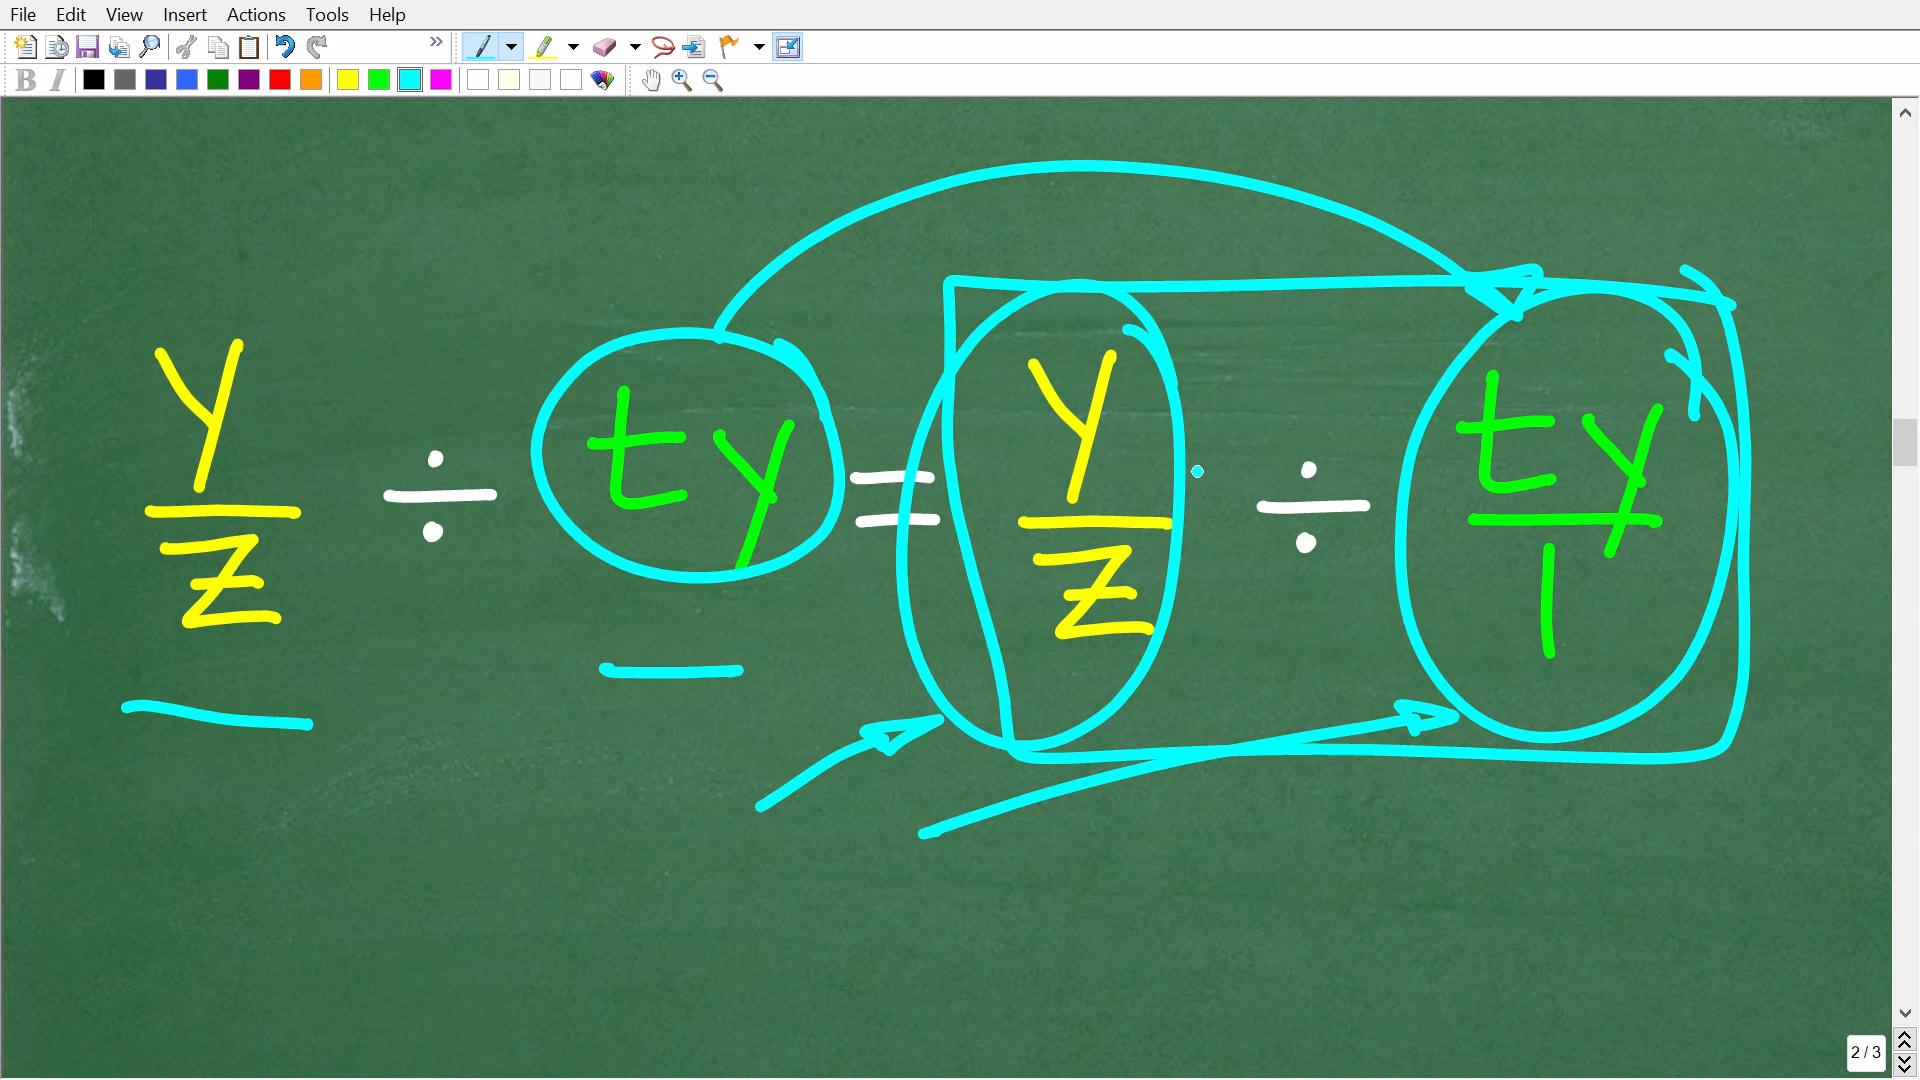 File Edit View Insert Actions Tools Help
B I
y/z ÷ ty = y/z ÷ ty/1
2 / 3